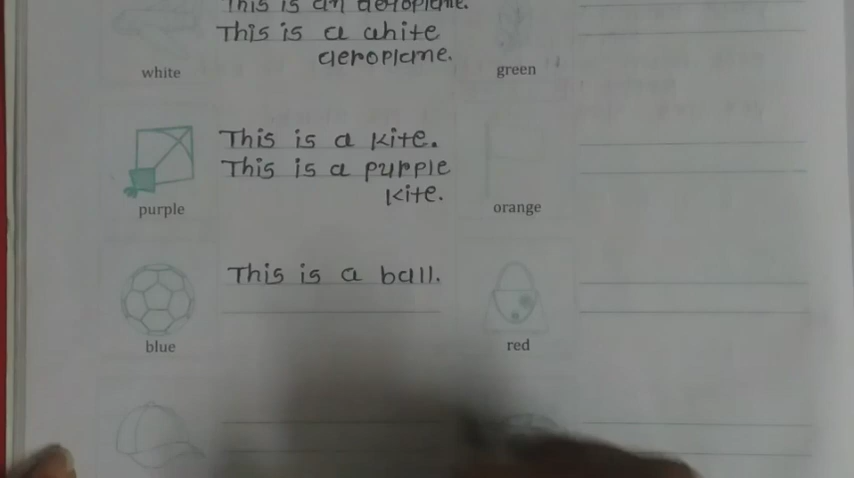 This is an aeroplane.
This is a white
aeroplane.
white
green
This is a kite.
This is a purple
kite.
purple
orange
This is a ball.
blue
red